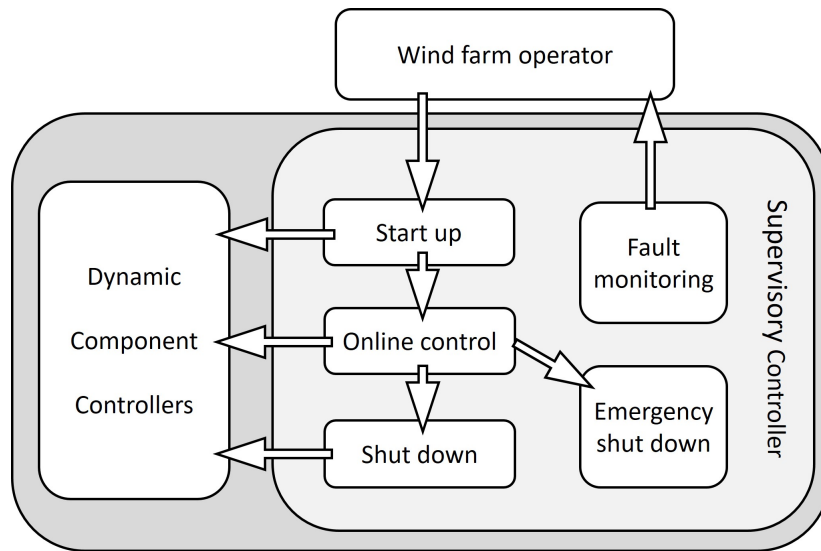 Wind farm operator
Start up
Online control
Shut down
Dynamic
Component
Controllers
Fault
monitoring
Emergency
shut down
Supervisory Controller